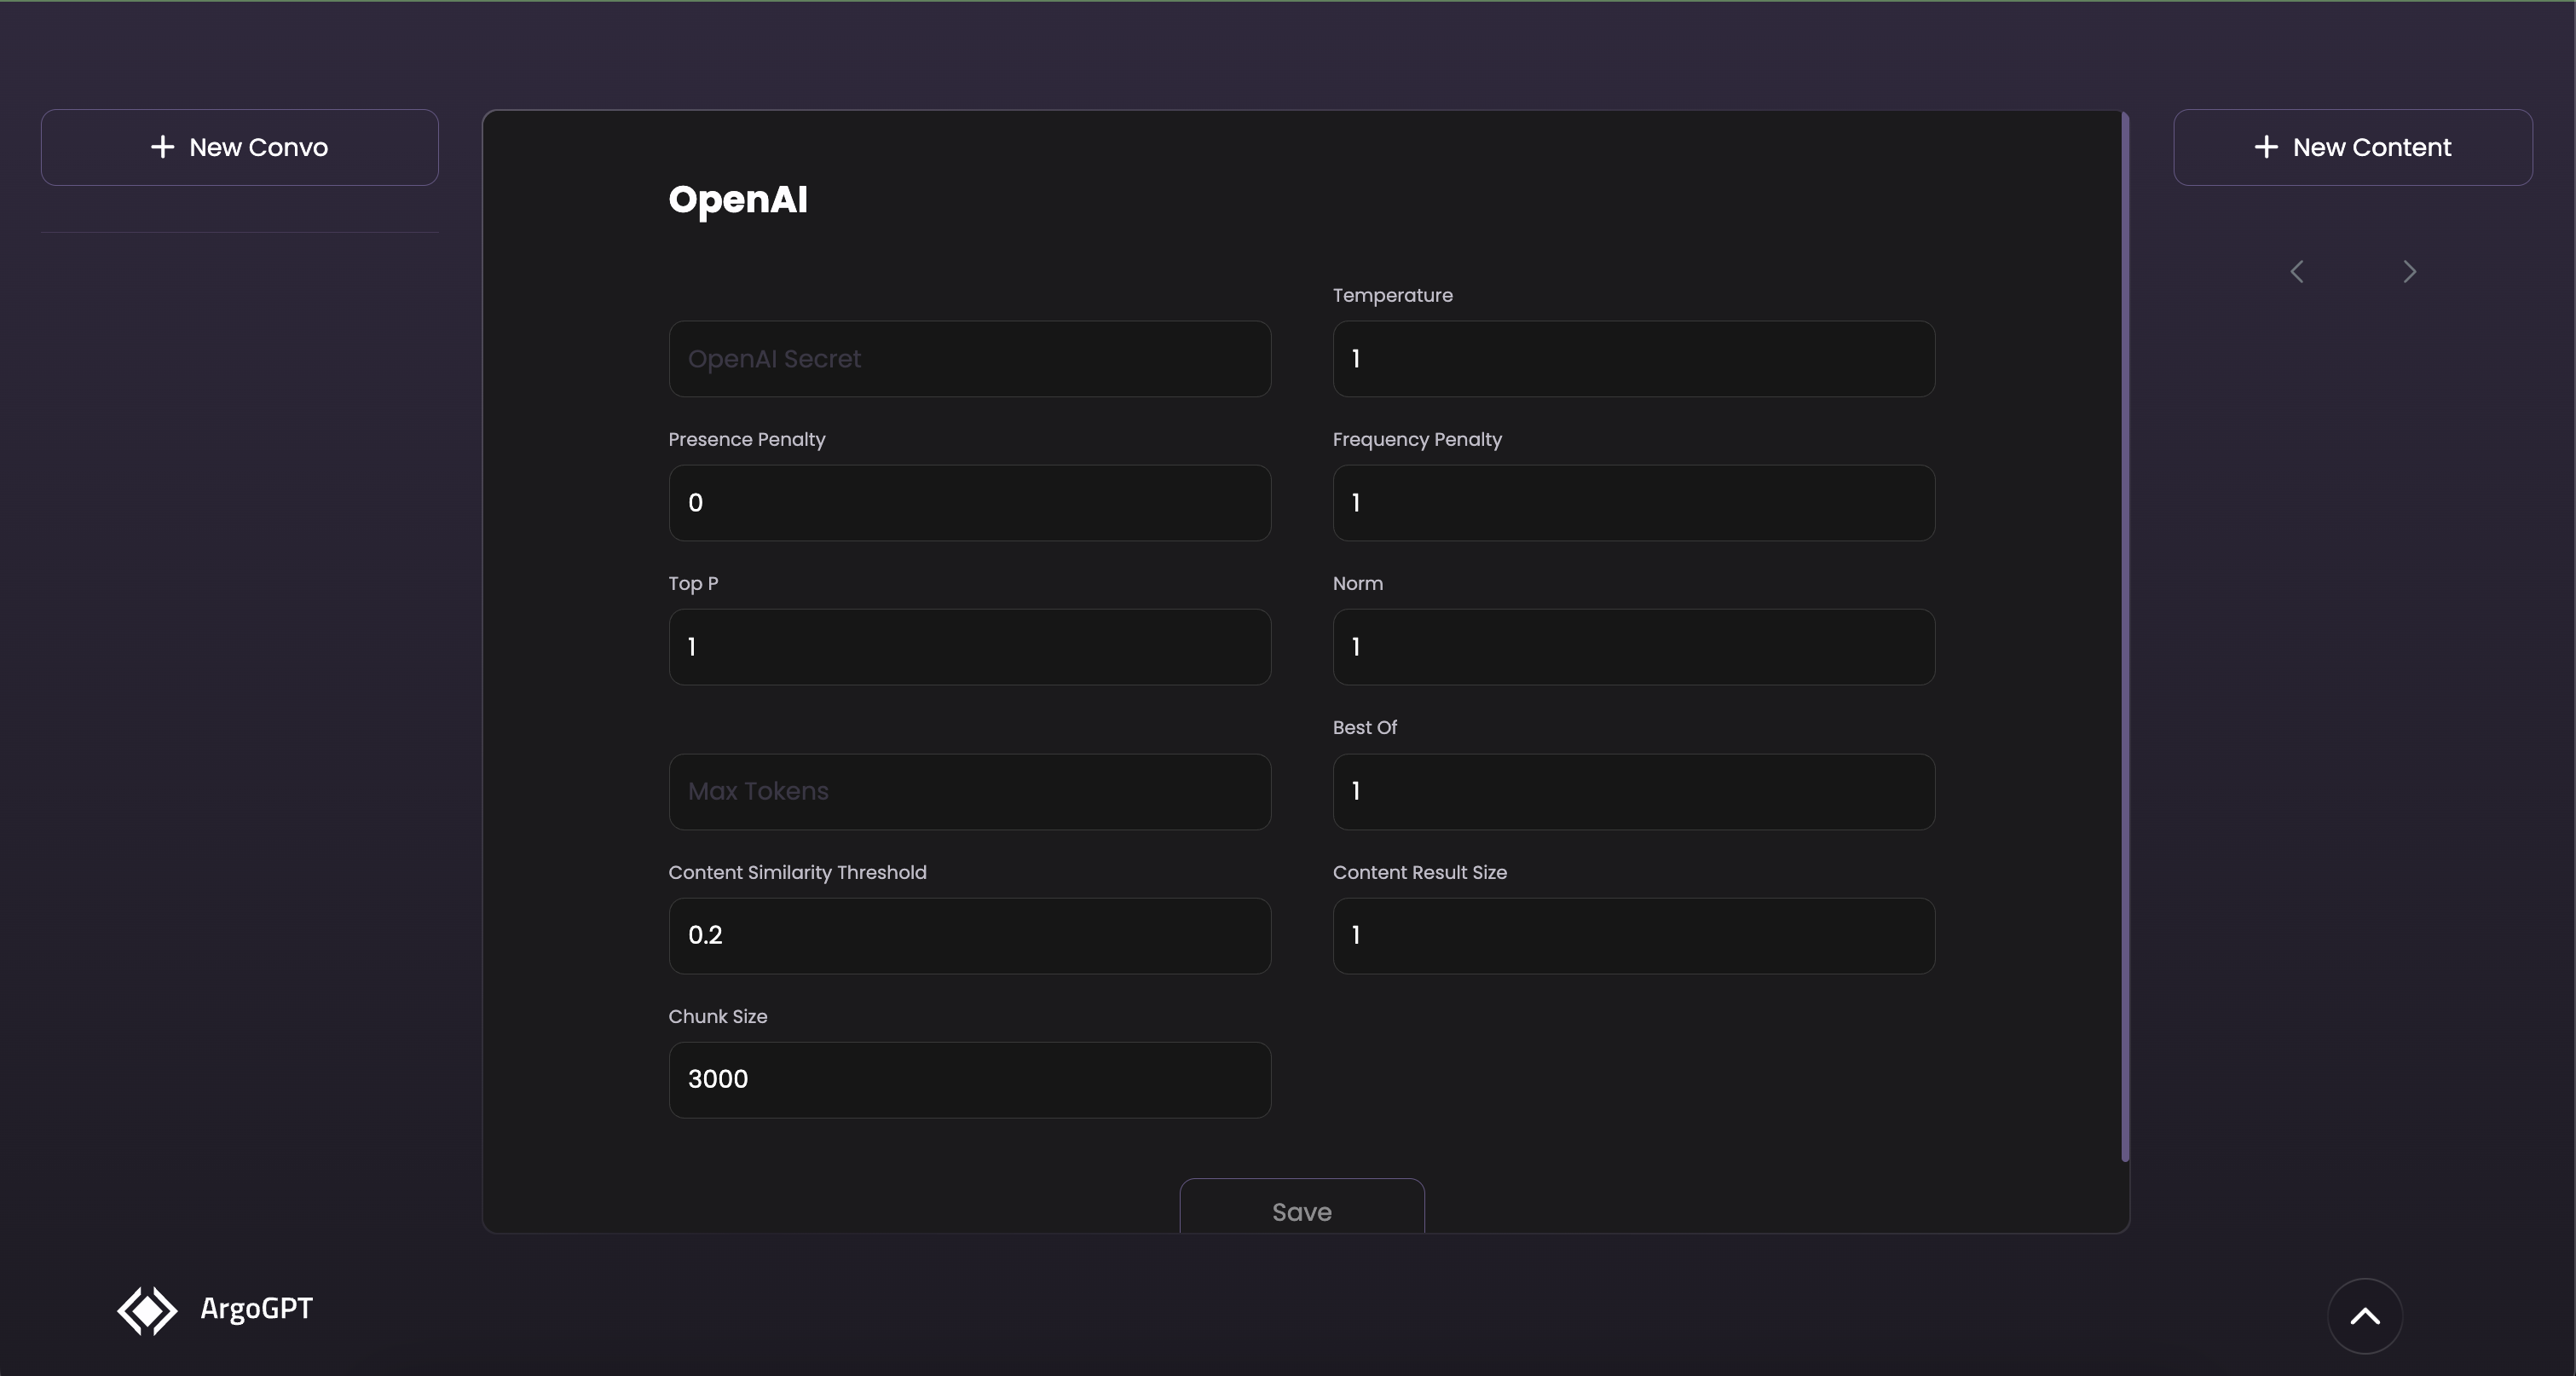 New Convo
New Content
OpenAI
Temperature
OpenAI Secret
1
Presence Penalty
Frequency Penalty
0
1
Top P
Norm
1
1
Best Of
Max Tokens
1
Content Similarity Threshold
Content Result Size
0.2
1
Chunk Size
3000
Save
ArgoGPT